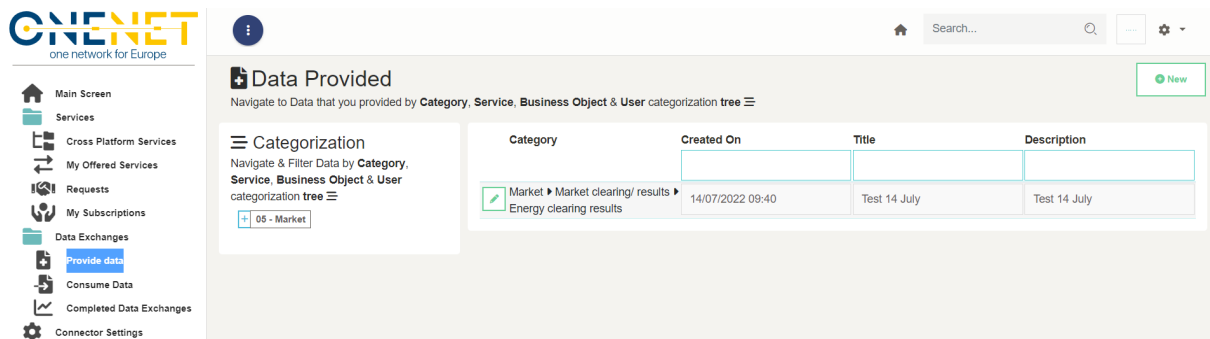 ONENET
one network for Europe
Search...
Main Screen
Services
Cross Platform Services
My Offered Services
Requests
My Subscriptions
Data Exchanges
Provide data
Consume Data
Completed Data Exchanges
Connector Settings
Data Provided
Navigate to Data that you provided by Category, Service, Business Object & User categorization tree
New
Categorization
Navigate & Filter Data by Category,
Service, Business Object & User
categorization tree
+ 05 - Market
Category Created On Title Description
Market Market clearing/ results
Energy clearing results
14/07/2022 09:40 Test 14 July Test 14 July